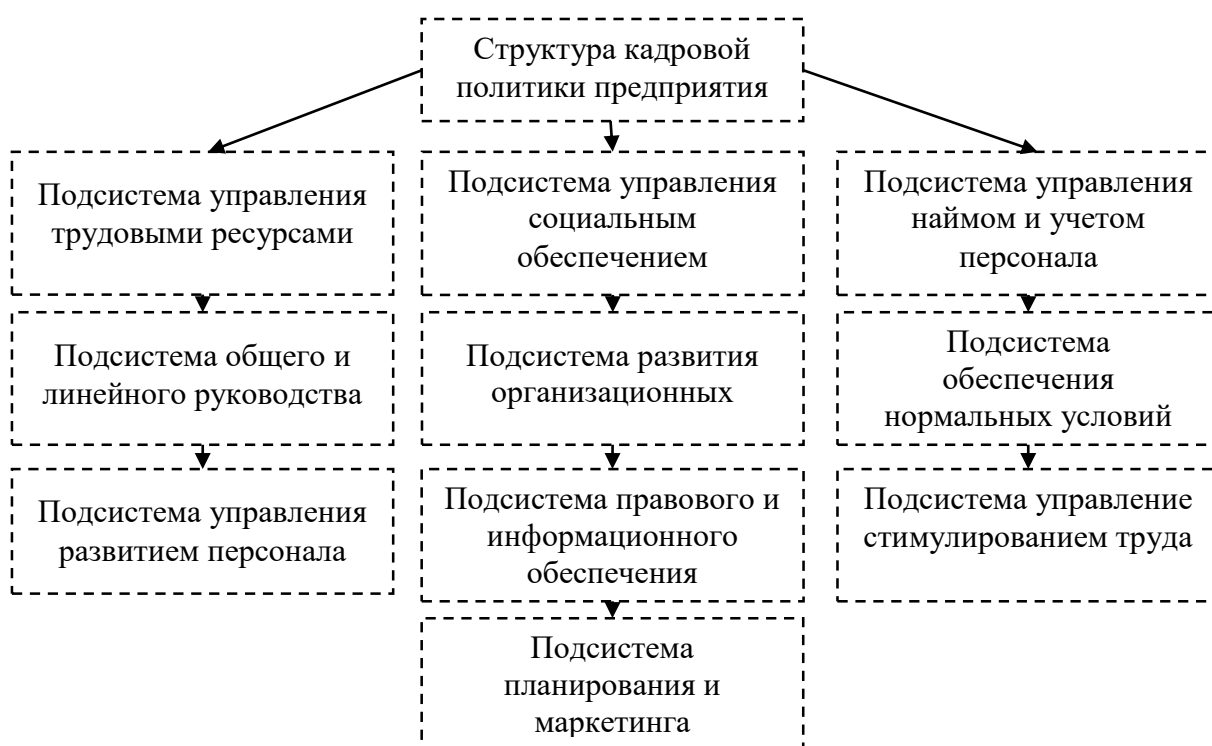 Структура кадровой
политики предприятия
Подсистема управления
трудовыми ресурсами
Подсистема управления
социальным
обеспечением
Подсистема управления
наймом и учетом
персонала
Подсистема общего и
линейного руководства
Подсистема развития
организационных
Подсистема
обеспечения
нормальных условий
Подсистема управления
развитием персонала
Подсистема правового и
информационного
обеспечения
Подсистема управление
стимулированием труда
Подсистема
планирования и
маркетинга